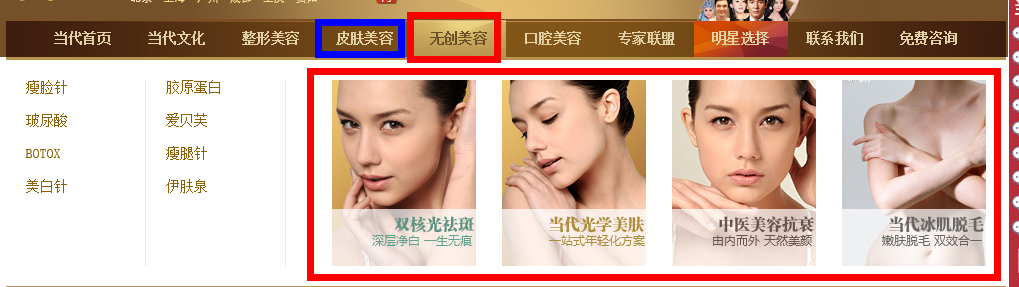 当代首页 当代文化 整形美容 皮肤美容 无创美容 口腔美容 专家联盟 明星选择 联系我们 免费咨询
瘦脸针 胶原蛋白
玻尿酸 爱贝芙
BOTOX 瘦腿针
美白针 伊肤泉
双核光祛斑
深层净白 一生无痕
当代光学美肤
一站式年轻化方案
中医美容抗衰
由内而外 天然美颜
当代冰肌脱毛
嫩肤脱毛 双效合一